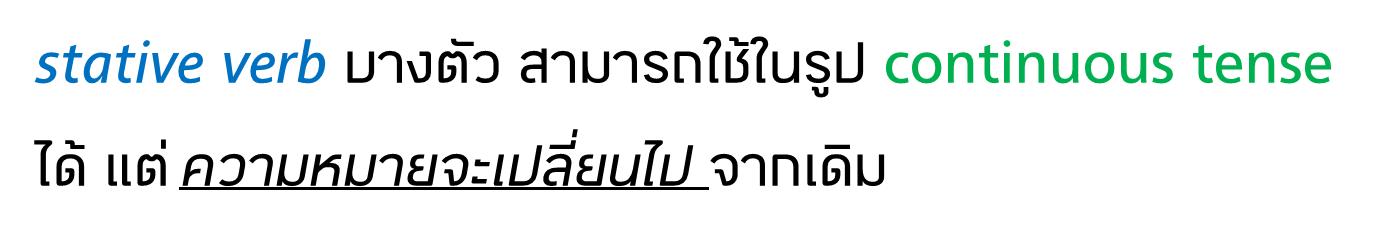 stative verb บางตัว สามารถใช้ในรูป continuous tense
ได้ แต่ ความหมายจะเปลี่ยนไป จากเดิม